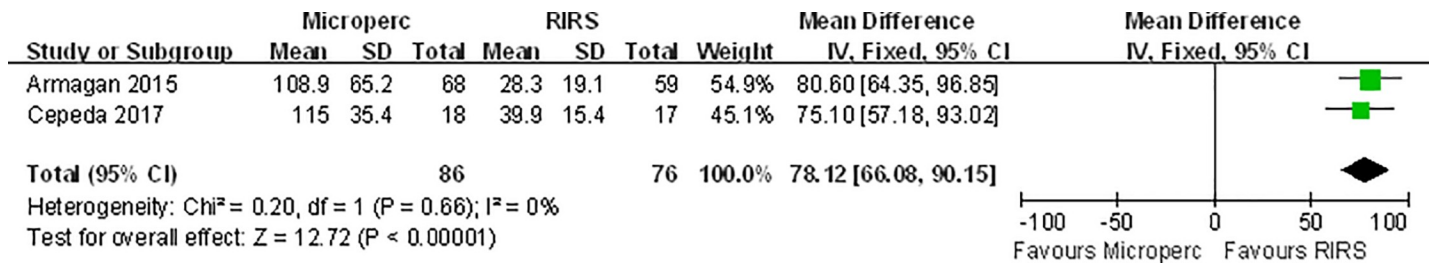 Microperc RIRS Mean Difference Mean Difference
Study or Subgroup Mean SD Total Mean SD Total Weight IV, Fixed, 95% CI IV, Fixed, 95% CI
Armagan 2015 108.9 65.2 68 28.3 19.1 59 54.9% 80.60 [64.35, 96.85]
Cepeda 2017 115 35.4 18 39.9 15.4 17 45.1% 75.10 [57.18, 93.02]
Total (95% CI) 86 76 100.0% 78.12 [66.08, 90.15]
Heterogeneity: Chi² = 0.20, df = 1 (P = 0.66); I² = 0%
Test for overall effect: Z = 12.72 (P < 0.00001)
-100 -50 0 50 100
Favours Microperc Favours RIRS